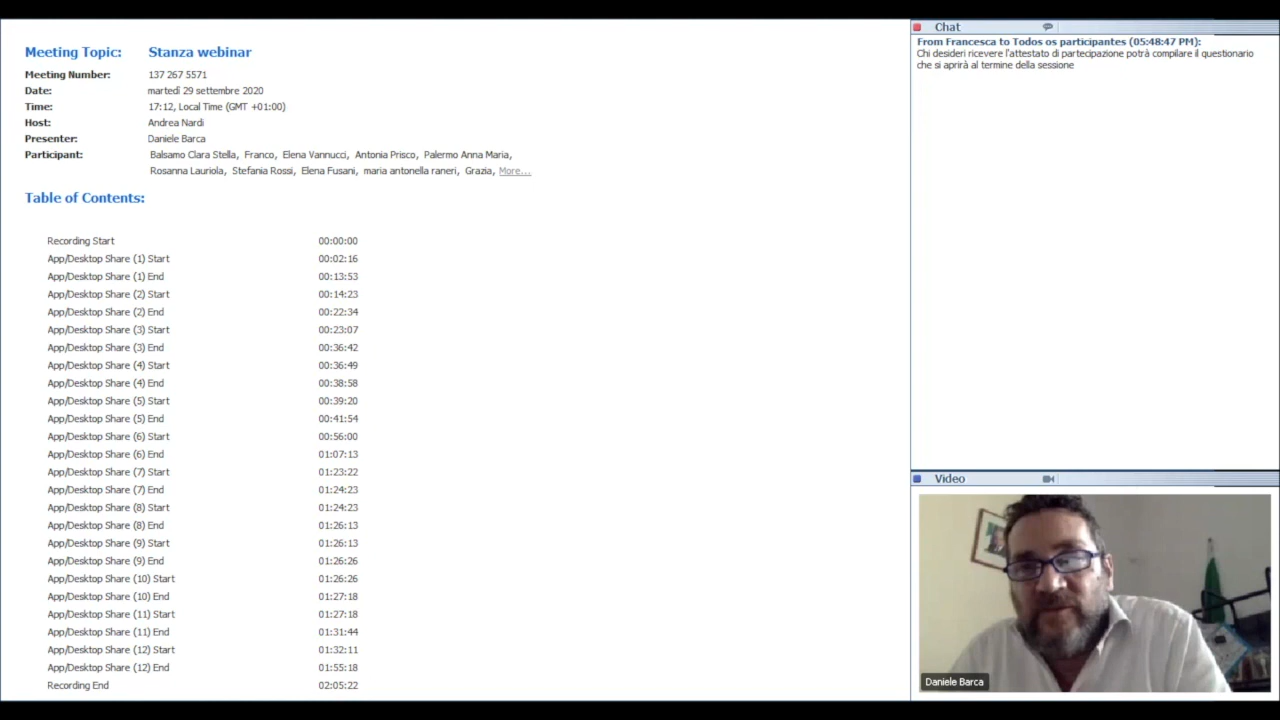 Meeting Topic: Stanza webinar
Meeting Number: 137 267 5571
Date: martedì 29 settembre 2020
Time: 17:12, Local Time (GMT +01:00)
Host: Andrea Nardi
Presenter: Daniele Barca
Participant: Balsamo Clara Stella, Franco, Elena Vannucci, Antonia Prisco, Palermo Anna Maria,
Rosanna Lauriola, Stefania Rossi, Elena Fusani, maria antonella raneri, Grazia, More...
Table of Contents:
Recording Start 00:00:00
App/Desktop Share (1) Start 00:02:16
App/Desktop Share (1) End 00:13:53
App/Desktop Share (2) Start 00:14:23
App/Desktop Share (2) End 00:22:34
App/Desktop Share (3) Start 00:23:07
App/Desktop Share (3) End 00:36:42
App/Desktop Share (4) Start 00:36:49
App/Desktop Share (4) End 00:38:58
App/Desktop Share (5) Start 00:39:20
App/Desktop Share (5) End 00:41:54
App/Desktop Share (6) Start 00:56:00
App/Desktop Share (6) End 01:07:13
App/Desktop Share (7) Start 01:23:22
App/Desktop Share (7) End 01:24:23
App/Desktop Share (8) Start 01:24:23
App/Desktop Share (8) End 01:26:13
App/Desktop Share (9) Start 01:26:13
App/Desktop Share (9) End 01:26:26
App/Desktop Share (10) Start 01:26:26
App/Desktop Share (10) End 01:27:18
App/Desktop Share (11) Start 01:27:18
App/Desktop Share (11) End 01:31:44
App/Desktop Share (12) Start 01:32:11
App/Desktop Share (12) End 01:55:18
Recording End 02:05:22
Chat
From Francesca to Todos os participantes (05:48:47 PM):
Chi desideri ricevere l'attestato di partecipazione potrà compilare il questionario
che si aprirà al termine della sessione
Video
Daniele Barca